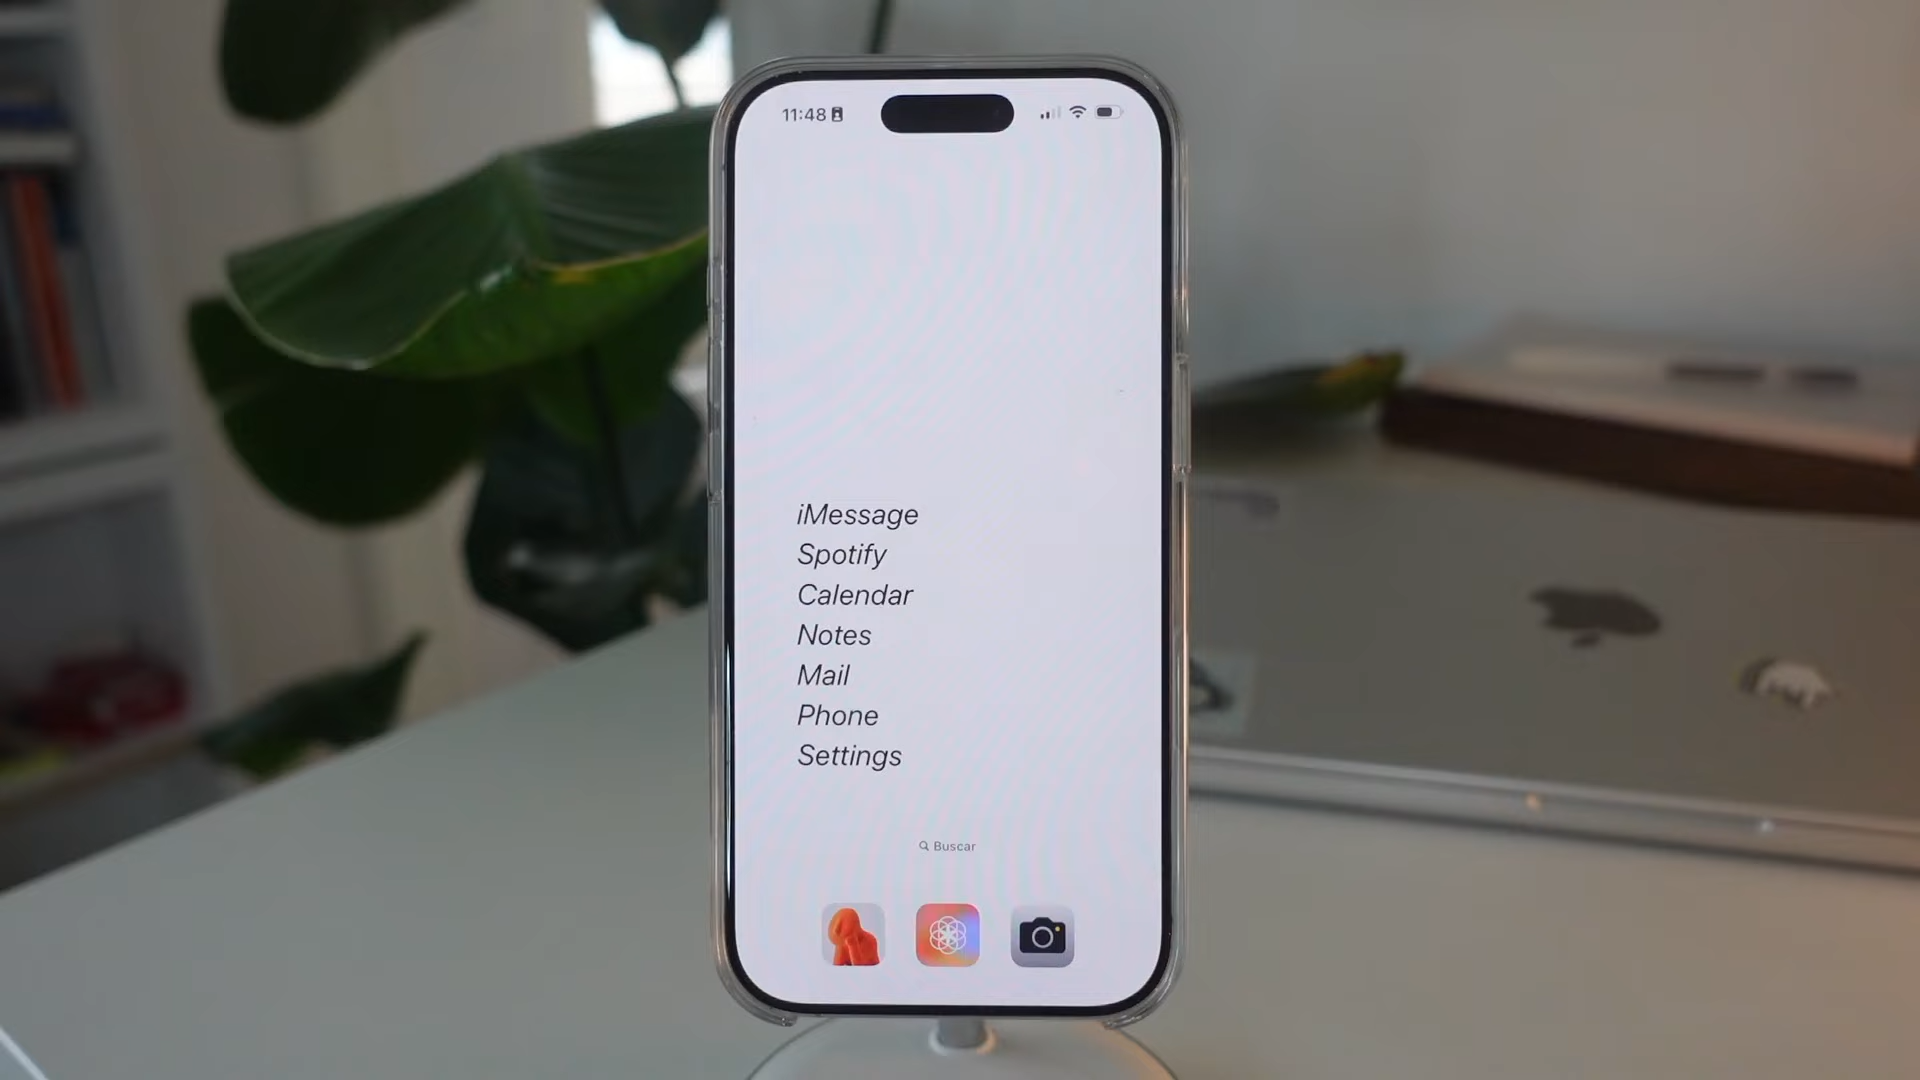 11:48
iMessage
Spotify
Calendar
Notes
Mail
Phone
Settings
Buscar